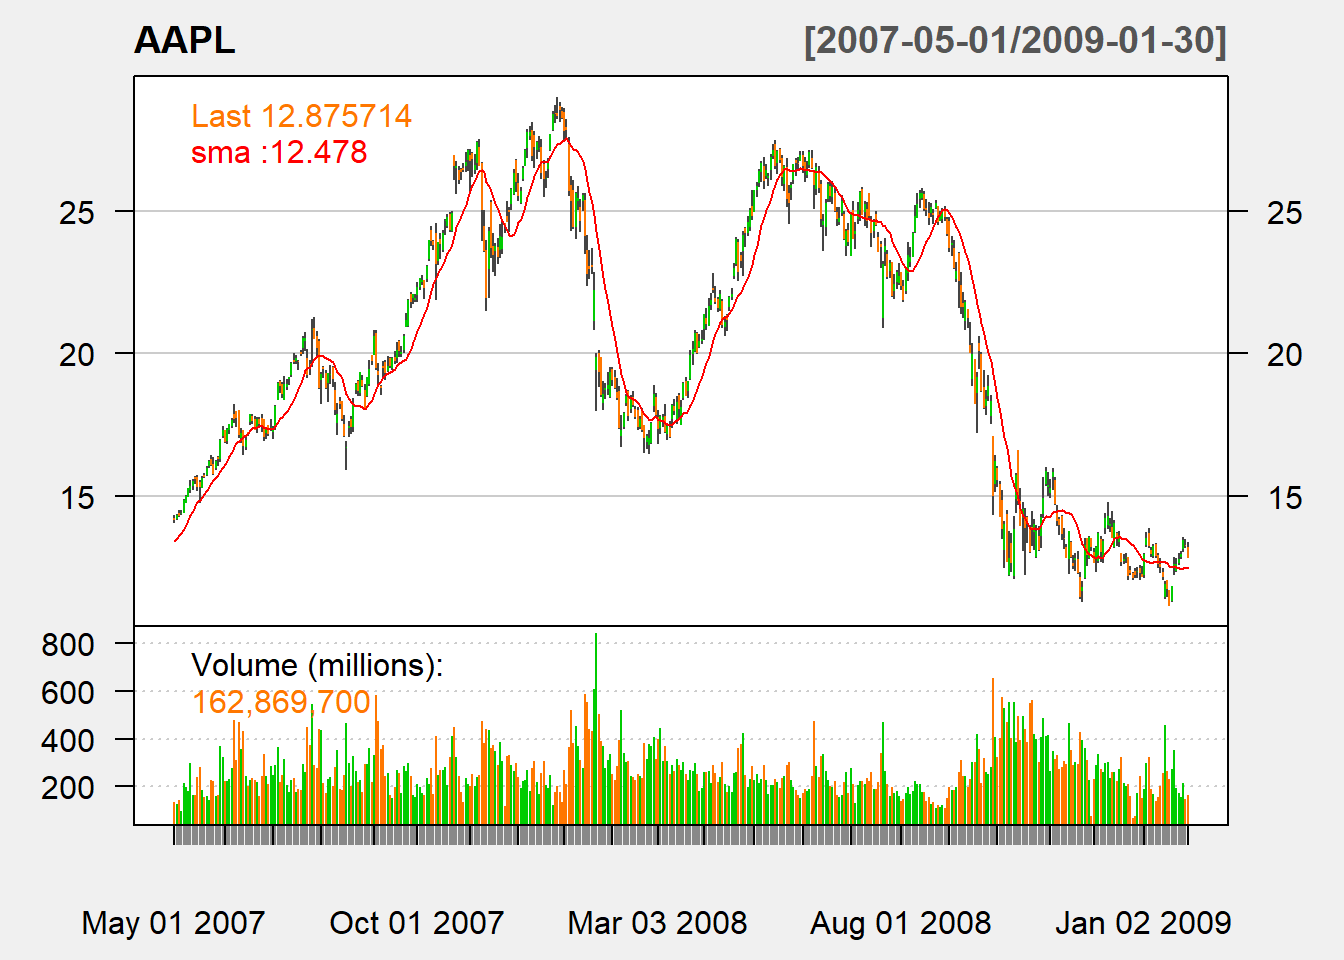 AAPL [2007-05-01/2009-01-30]
Last 12.875714
sma :12.478
25 25
20 20
15 15
800
Volume (millions):
600
162,869,700
400
200
May 01 2007 Oct 01 2007 Mar 03 2008 Aug 01 2008 Jan 02 2009